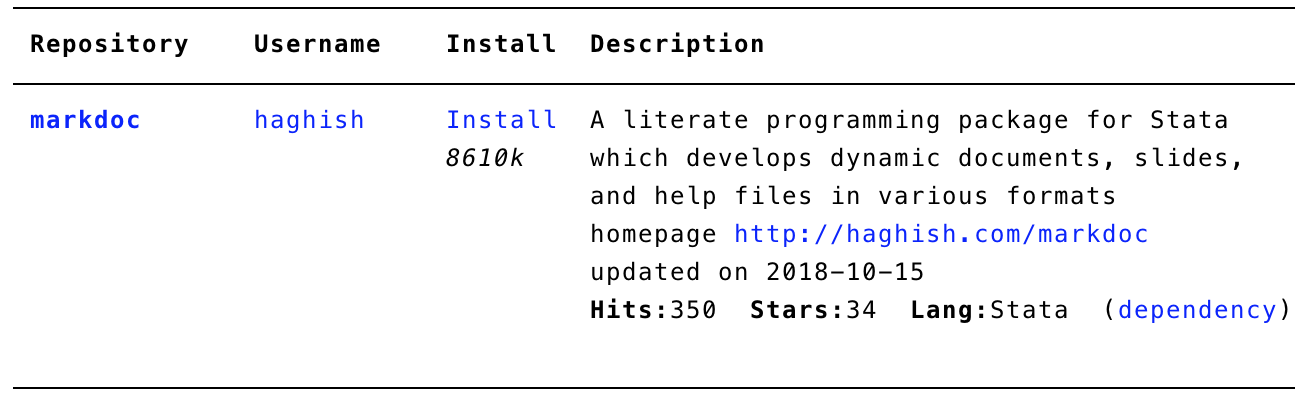 Repository Username Install Description
markdoc haghish Install A literate programming package for Stata
8610k which develops dynamic documents, slides,
and help files in various formats
homepage http://haghish.com/markdoc
updated on 2018-10-15
Hits:350 Stars:34 Lang:Stata (dependency)